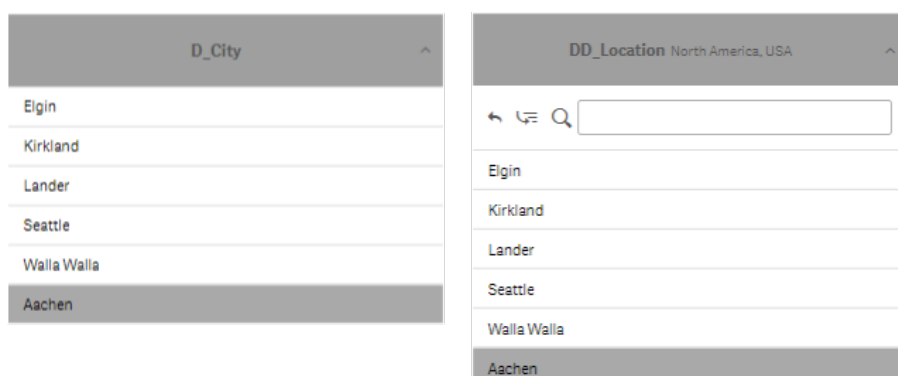 D_City
Elgin
Kirkland
Lander
Seattle
Walla Walla
Aachen
DD_Location North America, USA
Elgin
Kirkland
Lander
Seattle
Walla Walla
Aachen